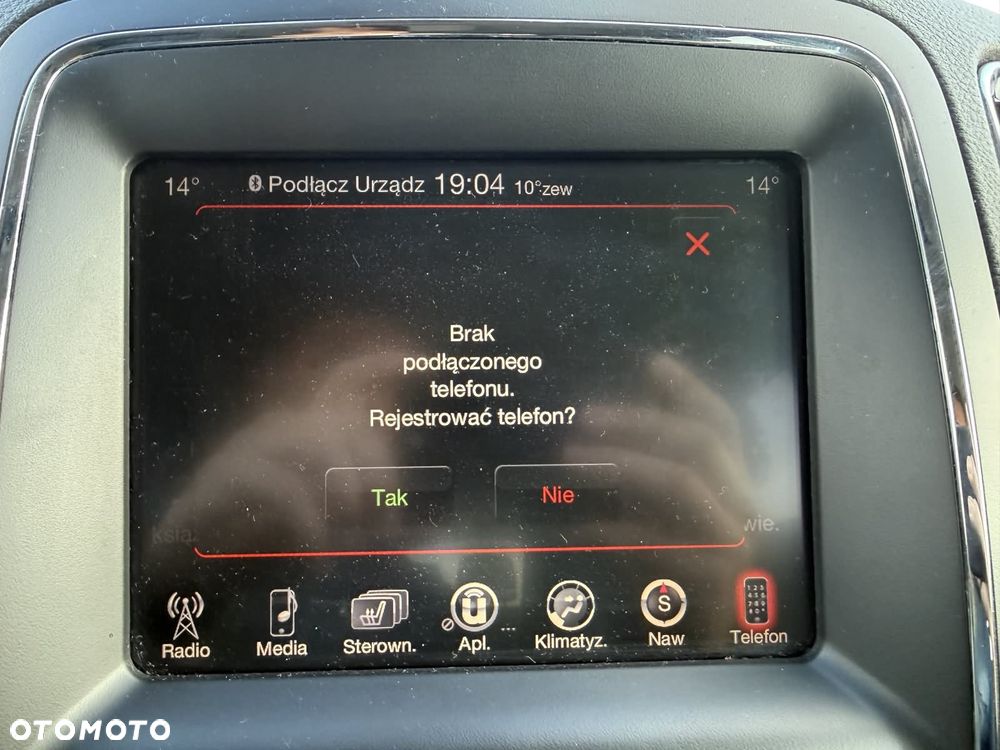 14° Podłącz Urządz 19:04 10°zew 14°
Brak
podłączonego
telefonu.
Rejestrować telefon?
Tak Nie
wie.
S
Radio Media Sterown. Apl. ... Klimatyz. Naw Telefon
OTOMOTO